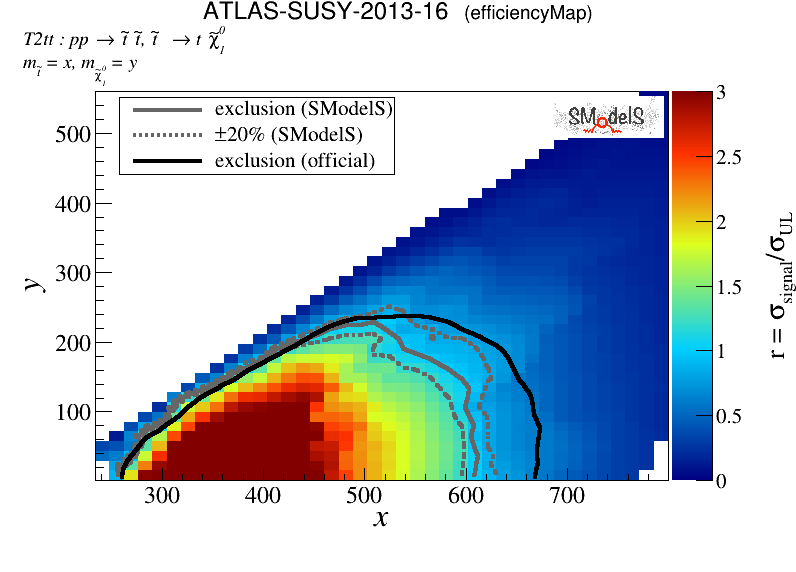 ATLAS-SUSY-2013-16 (efficiencyMap)
T2tt : pp → t̃ t̃, t̃ → t χ̃₁⁰
m_t̃ = x, m_χ̃₁⁰ = y
exclusion (SModelS)
±20% (SModelS)
exclusion (official)
SModelS
500
400
300
200
100
y
300 400 500 600 700
x
3
2.5
2
1.5
1
0.5
0
r = σ_signal/σ_UL